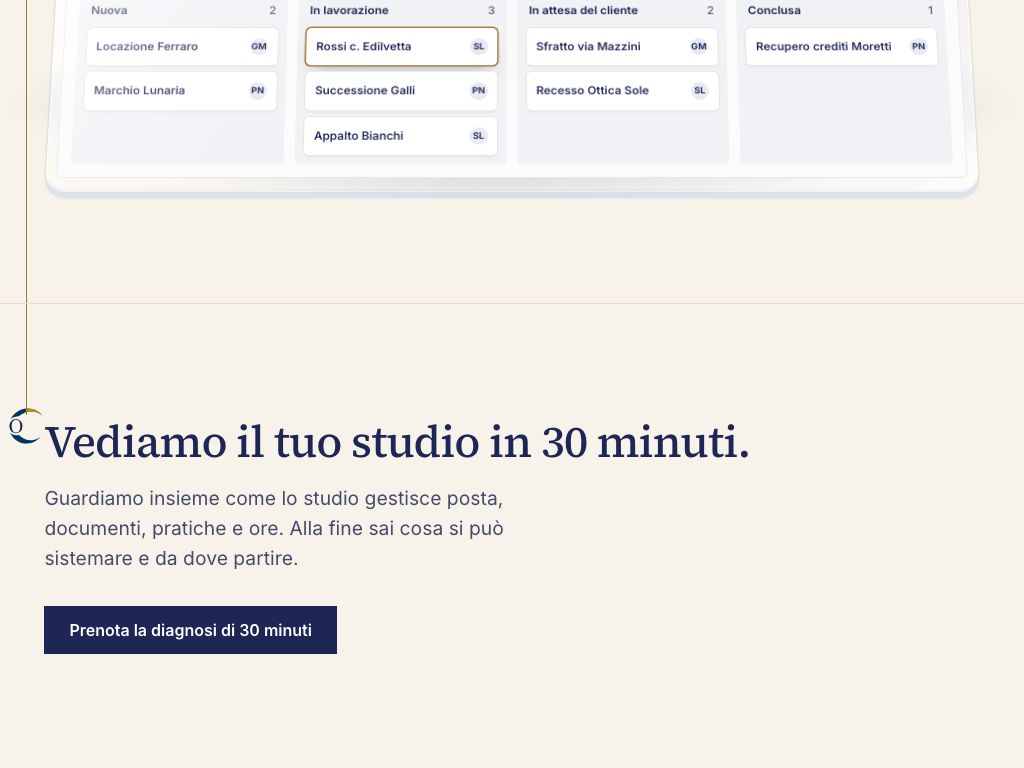 Nuova 2
In lavorazione 3
In attesa del cliente 2
Conclusa 1
Locazione Ferraro GM
Rossi c. Edilvetta SL
Sfratto via Mazzini GM
Recupero crediti Moretti PN
Marchio Lunaria PN
Successione Galli PN
Recesso Ottica Sole SL
Appalto Bianchi SL
Vediamo il tuo studio in 30 minuti.
Guardiamo insieme come lo studio gestisce posta,
documenti, pratiche e ore. Alla fine sai cosa si può
sistemare e da dove partire.
Prenota la diagnosi di 30 minuti